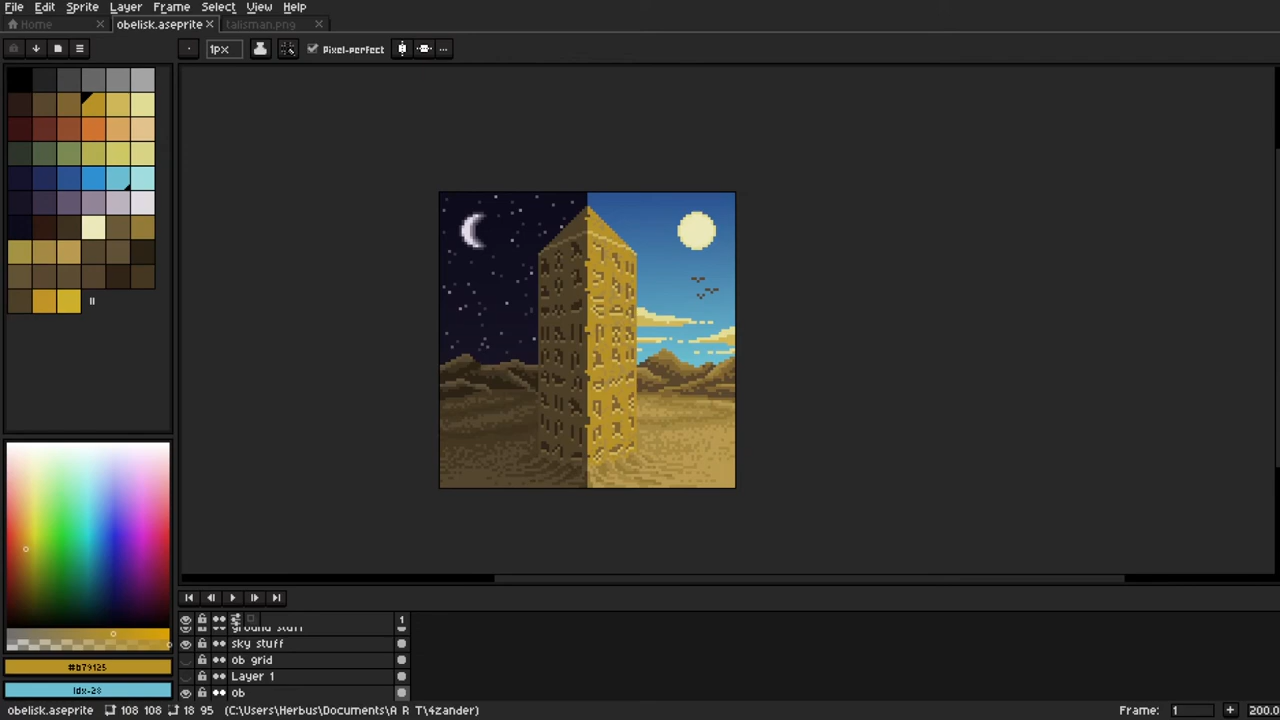 File Edit Sprite Layer Frame Select View Help
Home obelisk.aseprite talisman.png
1px Pixel-perfect
1
ground stuff
sky stuff
ob grid
Layer 1
ob
#b79125
Idx-28
obelisk.aseprite 108 108 18 95 (C:\Users\Herbus\Documents\A R T\4zander) Frame: 1 200.0